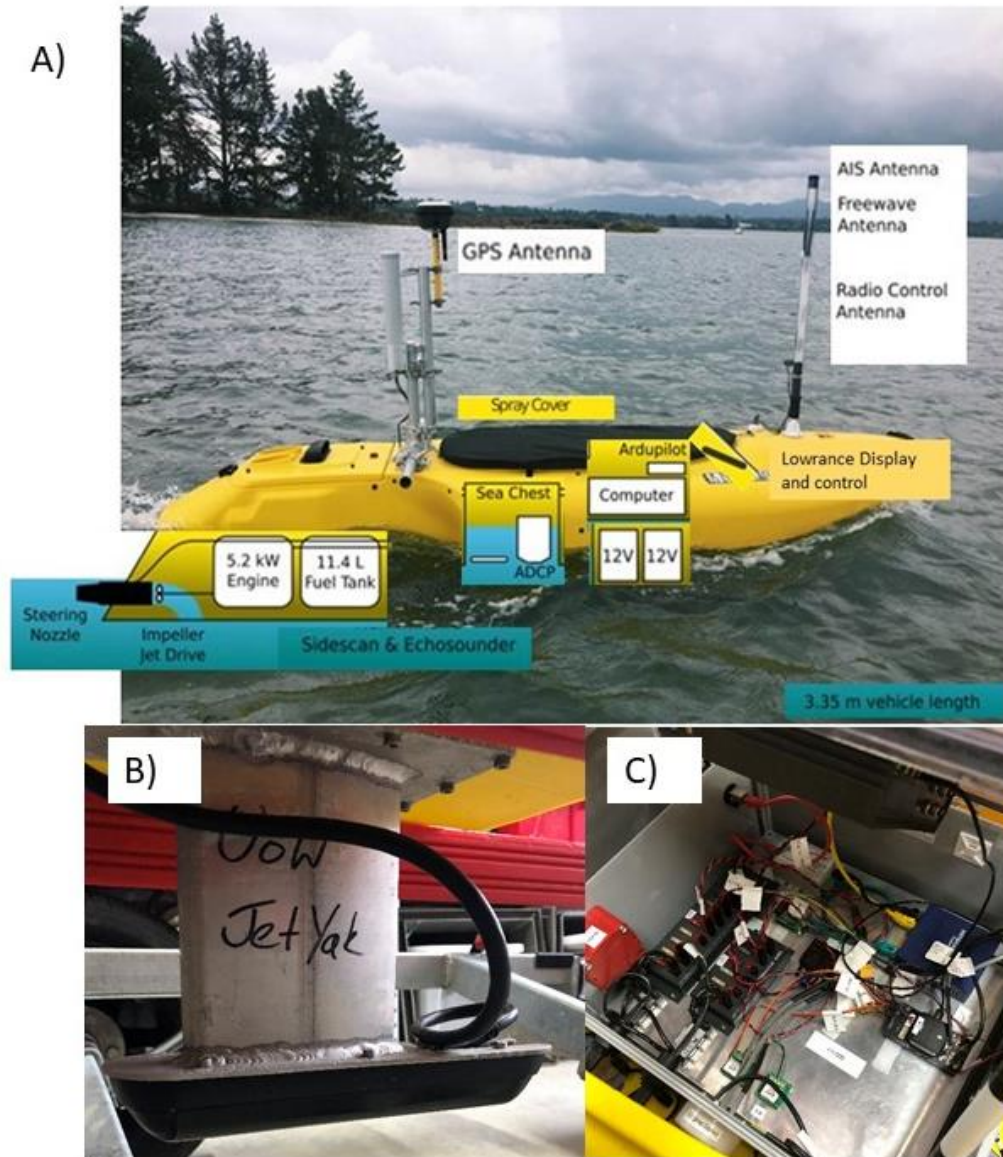 A)
AIS Antenna
Freewave
Antenna
GPS Antenna
Radio Control
Antenna
Spray Cover
Ardupilot
Lowrance Display
and control
Sea Chest
Computer
5.2 kW
Engine
11.4 L
Fuel Tank
ADCP
12V
12V
Steering
Nozzle
Impeller
Jet Drive
Sidescan & Echosounder
3.35 m vehicle length
B)
UOW
JetYak
C)